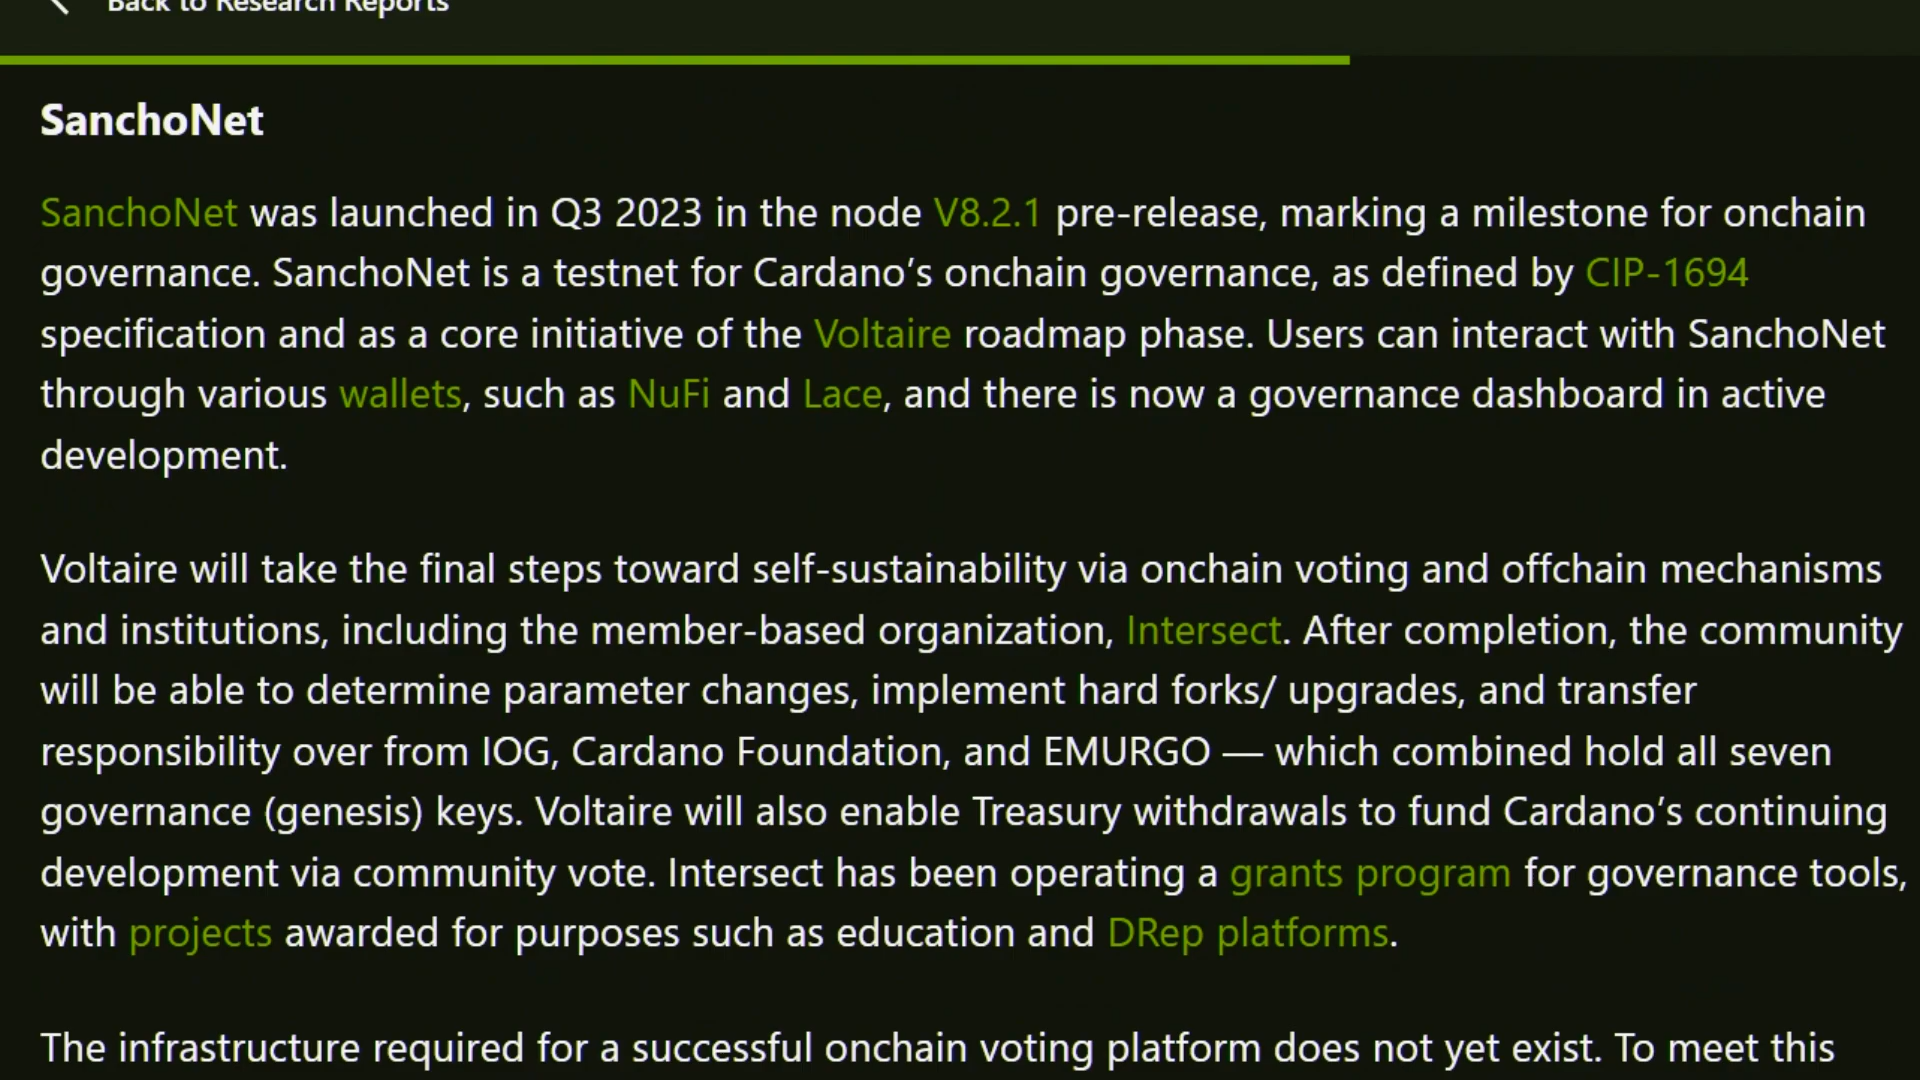 Back to Research Reports
SanchoNet
SanchoNet was launched in Q3 2023 in the node V8.2.1 pre-release, marking a milestone for onchain
governance. SanchoNet is a testnet for Cardano’s onchain governance, as defined by CIP-1694
specification and as a core initiative of the Voltaire roadmap phase. Users can interact with SanchoNet
through various wallets, such as NuFi and Lace, and there is now a governance dashboard in active
development.
Voltaire will take the final steps toward self-sustainability via onchain voting and offchain mechanisms
and institutions, including the member-based organization, Intersect. After completion, the community
will be able to determine parameter changes, implement hard forks/ upgrades, and transfer
responsibility over from IOG, Cardano Foundation, and EMURGO — which combined hold all seven
governance (genesis) keys. Voltaire will also enable Treasury withdrawals to fund Cardano’s continuing
development via community vote. Intersect has been operating a grants program for governance tools,
with projects awarded for purposes such as education and DRep platforms.
The infrastructure required for a successful onchain voting platform does not yet exist. To meet this